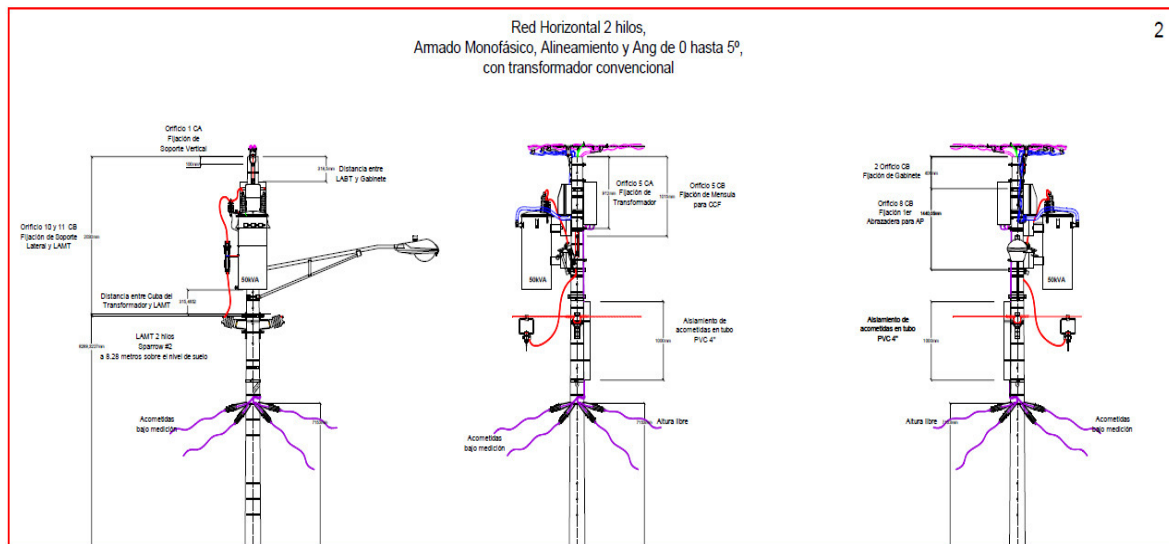 Red Horizontal 2 hilos,
Armado Monofásico, Alineamiento y Ang de 0 hasta 5º,
con transformador convencional
2
Orificio 1 CA
Fijación de
Soporte Vertical
Distancia entre
LABT y Gabinete
Orificio 10 y 11 CB
Fijación de Soporte
Lateral y LAMT
50kVA
Distancia entre Cuba del
Transformador y LAMT
LAMT 2 hilos
Sparrow #2
a 8.28 metros sobre el nivel de suelo
Acometidas
bajo medición
Orificio 5 CA
Fijación de
Transformador
Orificio 5 CB
Fijación de Mensula
para CCF
50kVA
Aislamiento de
acometidas en tubo
PVC 4"
Acometidas
bajo medición
Altura libre
2 Orificio CB
Fijación de Gabinete
Orificio 8 CB
Fijación 1er
Abrazadera para AP
50kVA
Aislamiento de
acometidas en tubo
PVC 4"
Altura libre
Acometidas
bajo medición